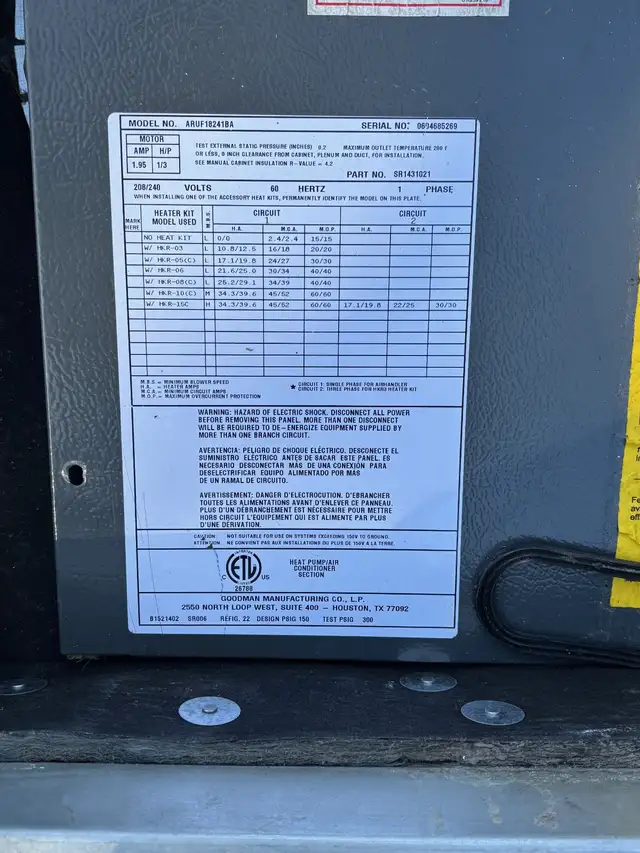 MODEL NO. ARUF18241BA SERIAL NO. 0604685269
MOTOR
AMP H/P
1.95 1/3
TEST EXTERNAL STATIC PRESSURE (INCHES) 0.2 MAXIMUM OUTLET TEMPERATURE 200 F
OR LESS, 0 INCH CLEARANCE FROM CABINET, PLENUM AND DUCT, FOR INSTALLATION.
SEE MANUAL CABINET INSULATION R-VALUE = 4.2
PART NO. SR1431021
208/240 VOLTS 60 HERTZ 1 PHASE
WHEN INSTALLING ONE OF THE ACCESSORY HEAT KITS, PERMANENTLY IDENTIFY THE MODEL ON THIS PLATE.
MARK HERE HEATER KIT MODEL USED M.B.S. CIRCUIT 1 CIRCUIT 2
H.A. M.C.A. M.O.P. H.A. M.C.A. M.O.P.
NO HEAT KIT L 0/0 2.4/2.4 15/15
W/ HKR-03 L 10.8/12.5 16/18 20/20
W/ HKR-05(C) L 17.1/19.8 24/27 30/30
W/ HKR-06 L 21.6/25.0 30/34 40/40
W/ HKR-08(C) L 25.2/29.1 34/39 40/40
W/ HKR-10(C) M 34.3/39.6 45/52 60/60
W/ HKR-15C H 34.3/39.6 45/52 60/60 17.1/19.8 22/25 30/30
M.B.S = MINIMUM BLOWER SPEED
H.A. = HEATER AMPS
M.C.A = MINIMUM CIRCUIT AMPS
M.O.P = MAXIMUM OVERCURRENT PROTECTION
★ CIRCUIT 1: SINGLE PHASE FOR AIRHANDLER
CIRCUIT 2: THREE PHASE FOR HKR3 HEATER KIT
WARNING: HAZARD OF ELECTRIC SHOCK. DISCONNECT ALL POWER
BEFORE REMOVING THIS PANEL. MORE THAN ONE DISCONNECT
WILL BE REQUIRED TO DE-ENERGIZE EQUIPMENT SUPPLIED BY
MORE THAN ONE BRANCH CIRCUIT.
AVERTENCIA: PELIGRO DE CHOQUE ELÉCTRICO. DESCONECTE EL
SUMINISTRO ELÉCTRICO ANTES DE SACAR ESTE PANEL. ES
NECESARIO DESCONECTAR MÁS DE UNA CONEXIÓN PARA
DESELECTRIFICAR EQUIPO ALIMENTADO POR MÁS
DE UN RAMAL DE CIRCUITO.
AVERTISSEMENT: DANGER D'ELECTROCUTION. D'EBRANCHER
TOUTES LES ALIMENTATIONS AVANT D'ENLEVER CE PANNEAU.
PLUS D'UN DÉBRANCHEMENT EST NÉCESSAIRE POUR METTRE
HORS CIRCUIT L'EQUIPEMENT QUI EST ALIMENTE PAR PLUS
D'UNE DÉRIVATION.
CAUTION: NOT SUITABLE FOR USE ON SYSTEMS EXCEEDING 150V TO GROUND.
ATTENTION: NE CONVIENT PAS AUX INSTALLATIONS DU PLUS DE 150V A LA TERRE.
C ETL US
26788
HEAT PUMP/AIR
CONDITIONER
SECTION
GOODMAN MANUFACTURING CO., L.P.
2550 NORTH LOOP WEST, SUITE 400 – HOUSTON, TX 77092
B1521402 SR006 REFIG. 22 DESIGN PSIG 150 TEST PSIG 300